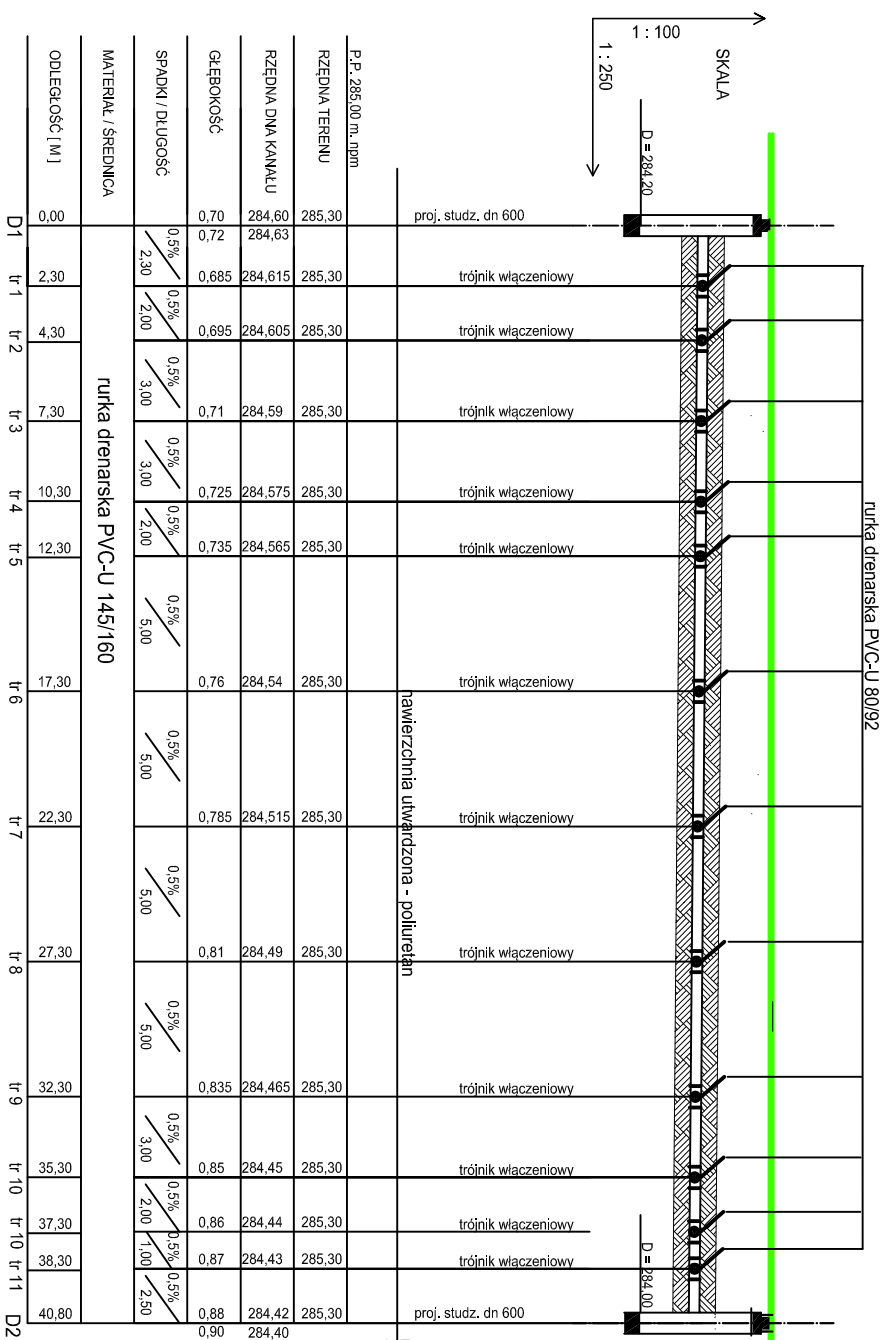 SKALA
1 : 100
1 : 250
rurka drenarska PVC-U 80/92
D = 284,20
D = 284,00
proj. studz. dn 600
trójnik włączeniowy
trójnik włączeniowy
trójnik włączeniowy
trójnik włączeniowy
trójnik włączeniowy
trójnik włączeniowy
trójnik włączeniowy
trójnik włączeniowy
trójnik włączeniowy
trójnik włączeniowy
trójnik włączeniowy
trójnik włączeniowy
proj. studz. dn 600
nawierzchnia utwardzona - poliuretan
P.P. 285,00 m. npm
RZĘDNA TERENU 285,30 285,30 285,30 285,30 285,30 285,30 285,30 285,30 285,30 285,30 285,30 285,30 285,30 285,30
RZĘDNA DNA KANAŁU 284,60 284,63 284,615 284,605 284,59 284,575 284,565 284,54 284,515 284,49 284,465 284,45 284,44 284,43 284,42 284,40
GŁĘBOKOŚĆ 0,70 0,72 0,685 0,695 0,71 0,725 0,735 0,76 0,785 0,81 0,835 0,85 0,86 0,87 0,88 0,90
SPADKI / DŁUGOŚĆ 0,5% 2,30 0,5% 2,00 0,5% 3,00 0,5% 3,00 0,5% 2,00 0,5% 5,00 0,5% 5,00 0,5% 5,00 0,5% 5,00 0,5% 3,00 0,5% 2,00 0,5% 1,00 0,5% 2,50
MATERIAŁ / ŚREDNICA rurka drenarska PVC-U 145/160
ODLEGŁOŚĆ [ M ] 0,00 2,30 4,30 7,30 10,30 12,30 17,30 22,30 27,30 32,30 35,30 37,30 38,30 40,80
D1 tr 1 tr 2 tr 3 tr 4 tr 5 tr 6 tr 7 tr 8 tr 9 tr 10 tr 10 tr 11 D2